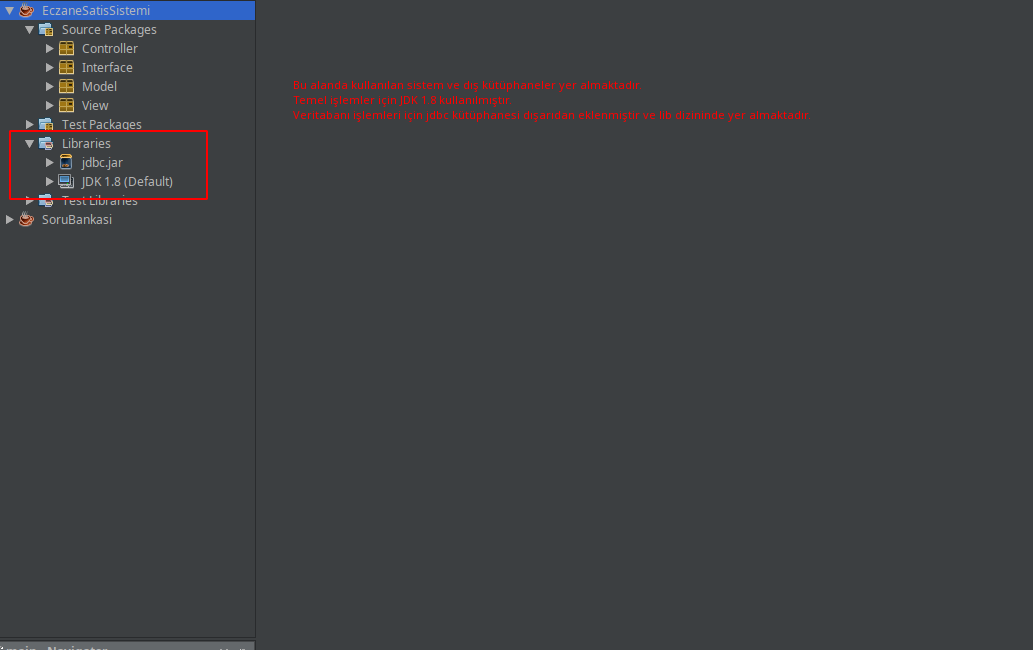 EczaneSatisSistemi
Source Packages
Controller
Interface
Model
View
Test Packages
Libraries
jdbc.jar
JDK 1.8 (Default)
Test Libraries
SoruBankasi
Bu alanda kullanılan sistem ve dış kütüphaneler yer almaktadır.
Temel işlemler için JDK 1.8 kullanılmıştır.
Veritabanı işlemleri için jdbc kütüphanesi dışarıdan eklenmiştir ve lib dizininde yer almaktadır.